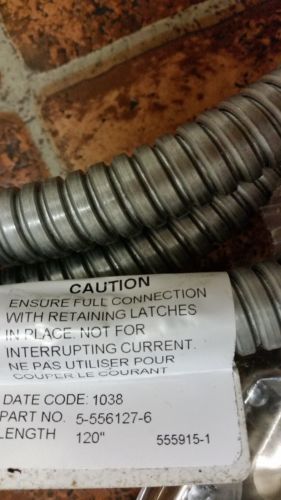 CAUTION
ENSURE FULL CONNECTION
WITH RETAINING LATCHES
IN PLACE. NOT FOR
INTERRUPTING CURRENT.
NE PAS UTILISER POUR
COUPER LE COURANT
DATE CODE: 1038
PART NO. 5-556127-6
LENGTH 120" 555915-1